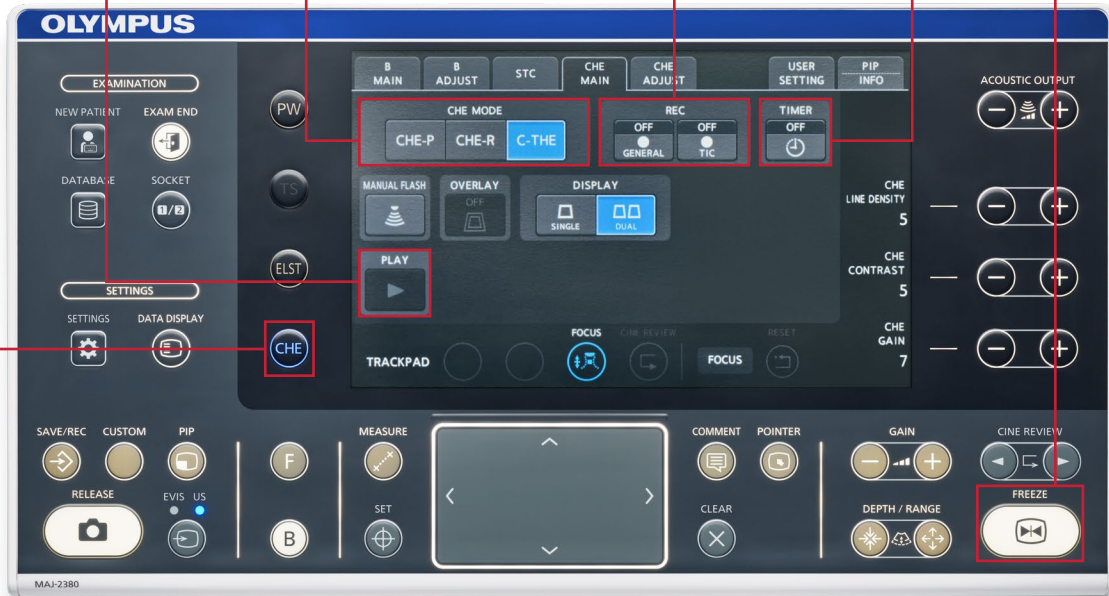 OLYMPUS
EXAMINATION
NEW PATIENT
EXAM END
DATABASE
SOCKET
1/2
SETTINGS
SETTINGS
DATA DISPLAY
PW
TS
ELST
CHE
B
MAIN
B
ADJUST
STC
CHE
MAIN
CHE
ADJUST
USER
SETTING
PIP
INFO
CHE MODE
CHE-P
CHE-R
C-THE
REC
OFF
GENERAL
OFF
TIC
TIMER
OFF
MANUAL FLASH
OVERLAY
OFF
DISPLAY
SINGLE
DUAL
PLAY
TRACKPAD
FOCUS
CINE REVIEW
FOCUS
RESET
ACOUSTIC OUTPUT
CHE
LINE DENSITY
5
CHE
CONTRAST
5
CHE
GAIN
7
SAVE/REC
CUSTOM
PIP
RELEASE
EVIS US
F
B
MEASURE
SET
COMMENT
POINTER
CLEAR
GAIN
DEPTH / RANGE
CINE REVIEW
FREEZE
MAJ-2380